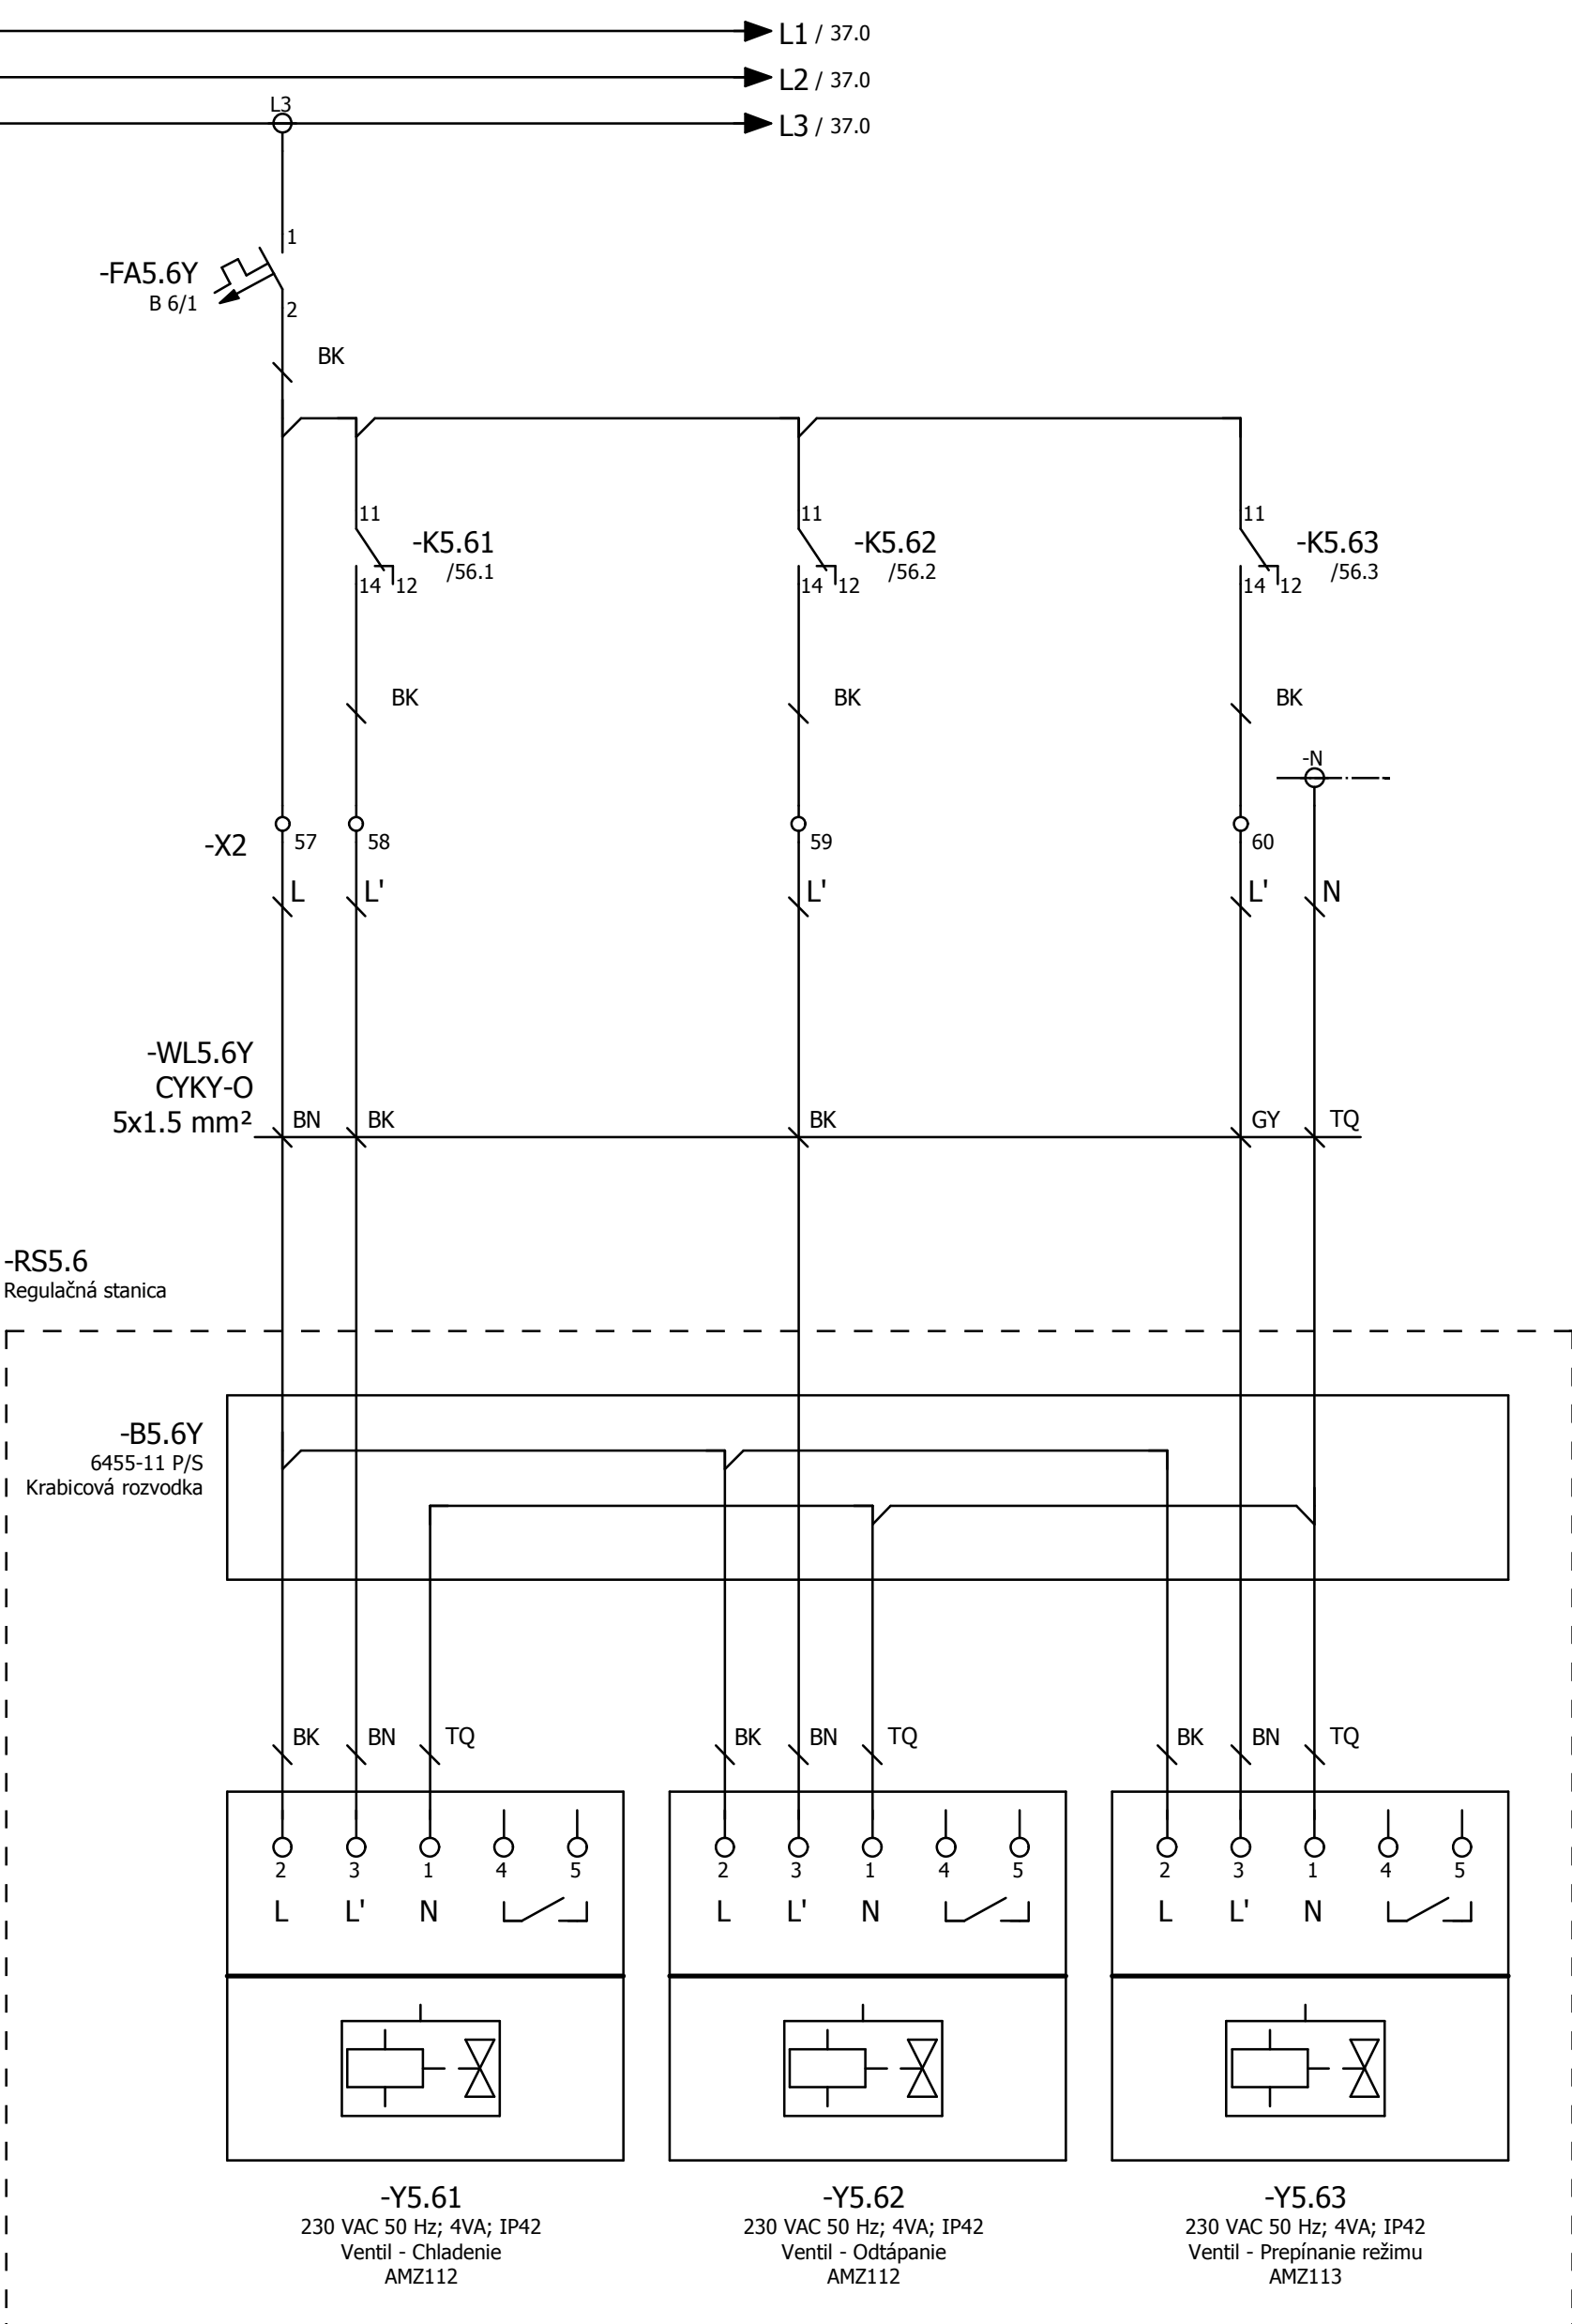 L1 / 37.0
L2 / 37.0
L3
L3 / 37.0
1
-FA5.6Y
B 6/1
2
BK
11 11 11
-K5.61 -K5.62 -K5.63
/56.1 /56.2 /56.3
14 12 14 12 14 12
BK BK BK
-N
-X2 57 58 59 60
L L' L' L' N
-WL5.6Y
CYKY-O
5x1.5 mm² BN BK BK GY TQ
-RS5.6
Regulačná stanica
-B5.6Y
6455-11 P/S
Krabicová rozvodka
BK BN TQ BK BN TQ BK BN TQ
2 3 1 4 5 2 3 1 4 5 2 3 1 4 5
L L' N L L' N L L' N
-Y5.61
230 VAC 50 Hz; 4VA; IP42
Ventil - Chladenie
AMZ112
-Y5.62
230 VAC 50 Hz; 4VA; IP42
Ventil - Odtápanie
AMZ112
-Y5.63
230 VAC 50 Hz; 4VA; IP42
Ventil - Prepínanie režimu
AMZ113